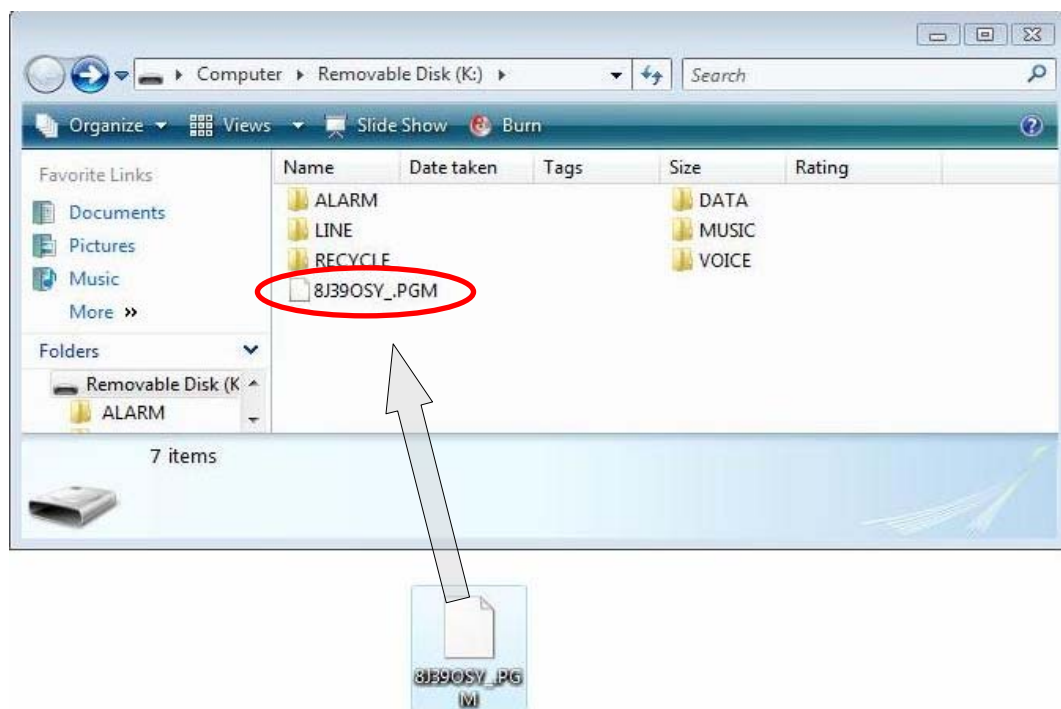 Computer ▸ Removable Disk (K:) ▸ Search
Organize Views Slide Show Burn
Favorite Links
Documents
Pictures
Music
More »
Folders
Removable Disk (K
ALARM
Name Date taken Tags Size Rating
ALARM DATA
LINE MUSIC
RECYCLE VOICE
8J39OSY_.PGM
7 items
8J39OSY_.PG
M